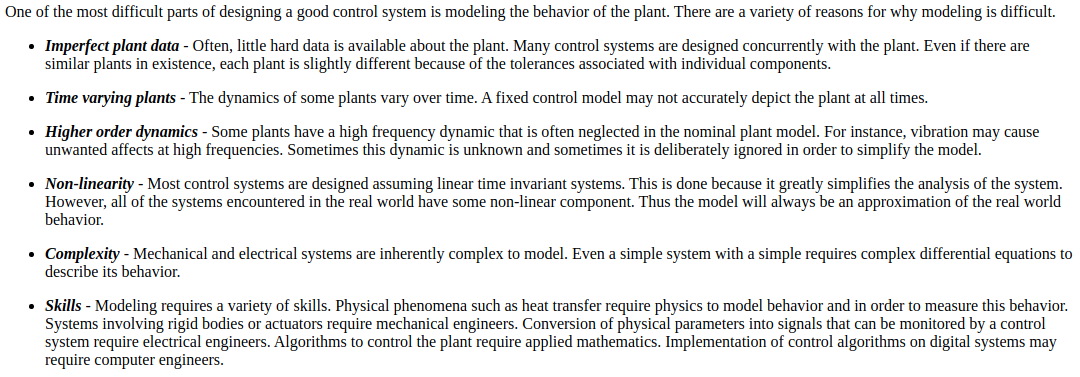 One of the most difficult parts of designing a good control system is modeling the behavior of the plant. There are a variety of reasons for why modeling is difficult.
• Imperfect plant data - Often, little hard data is available about the plant. Many control systems are designed concurrently with the plant. Even if there are
similar plants in existence, each plant is slightly different because of the tolerances associated with individual components.
• Time varying plants - The dynamics of some plants vary over time. A fixed control model may not accurately depict the plant at all times.
• Higher order dynamics - Some plants have a high frequency dynamic that is often neglected in the nominal plant model. For instance, vibration may cause
unwanted affects at high frequencies. Sometimes this dynamic is unknown and sometimes it is deliberately ignored in order to simplify the model.
• Non-linearity - Most control systems are designed assuming linear time invariant systems. This is done because it greatly simplifies the analysis of the system.
However, all of the systems encountered in the real world have some non-linear component. Thus the model will always be an approximation of the real world
behavior.
• Complexity - Mechanical and electrical systems are inherently complex to model. Even a simple system with a simple requires complex differential equations to
describe its behavior.
• Skills - Modeling requires a variety of skills. Physical phenomena such as heat transfer require physics to model behavior and in order to measure this behavior.
Systems involving rigid bodies or actuators require mechanical engineers. Conversion of physical parameters into signals that can be monitored by a control
system require electrical engineers. Algorithms to control the plant require applied mathematics. Implementation of control algorithms on digital systems may
require computer engineers.